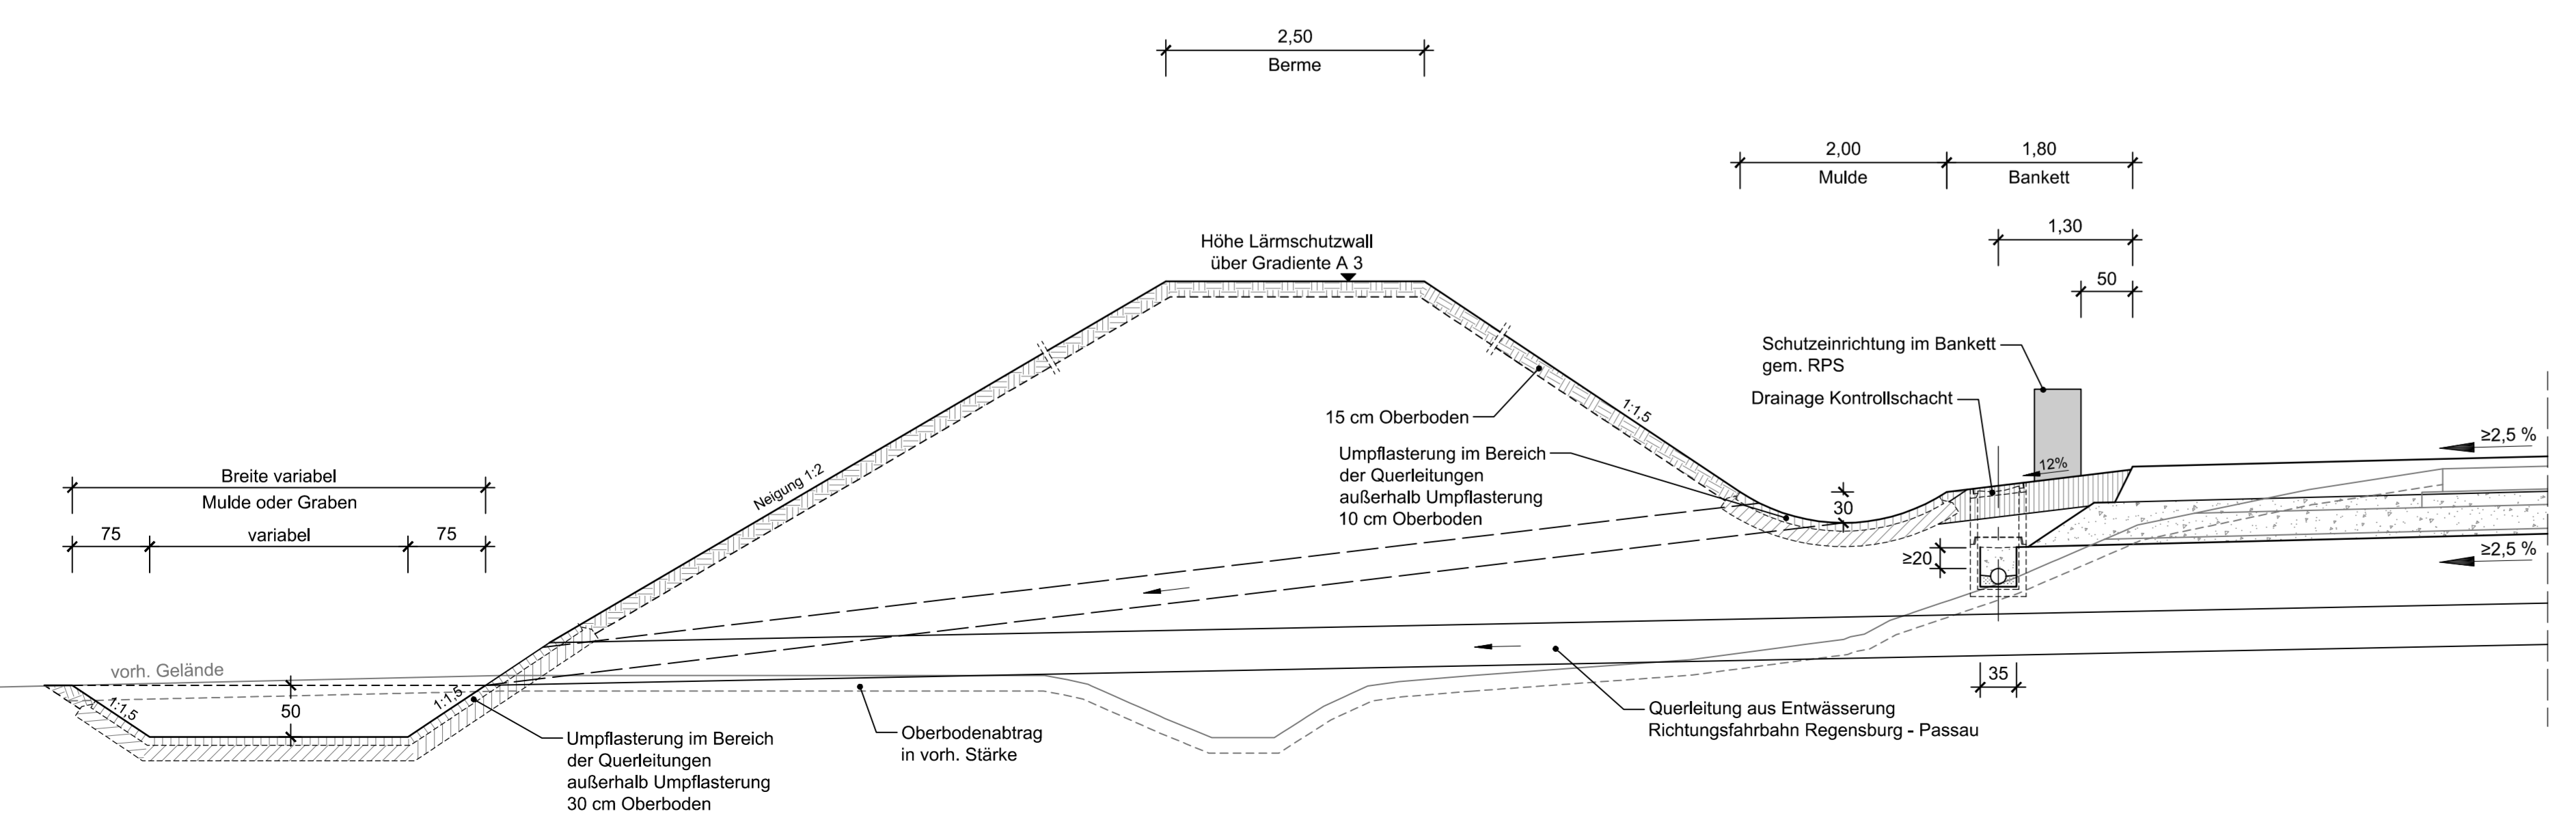 2,50
Berme
2,00
1,80
Mulde
Bankett
1,30
50
Höhe Lärmschutzwall
über Gradiente A 3
Schutzeinrichtung im Bankett
gem. RPS
Drainage Kontrollschacht
15 cm Oberboden
1:1,5
Umpflasterung im Bereich
der Querleitungen
außerhalb Umpflasterung
10 cm Oberboden
≥2,5 %
12%
30
Neigung 1:2
Breite variabel
Mulde oder Graben
75
variabel
75
≥20
≥2,5 %
vorh. Gelände
1:1,5
50
1:1,5
35
Umpflasterung im Bereich
der Querleitungen
außerhalb Umpflasterung
30 cm Oberboden
Oberbodenabtrag
in vorh. Stärke
Querleitung aus Entwässerung
Richtungsfahrbahn Regensburg - Passau